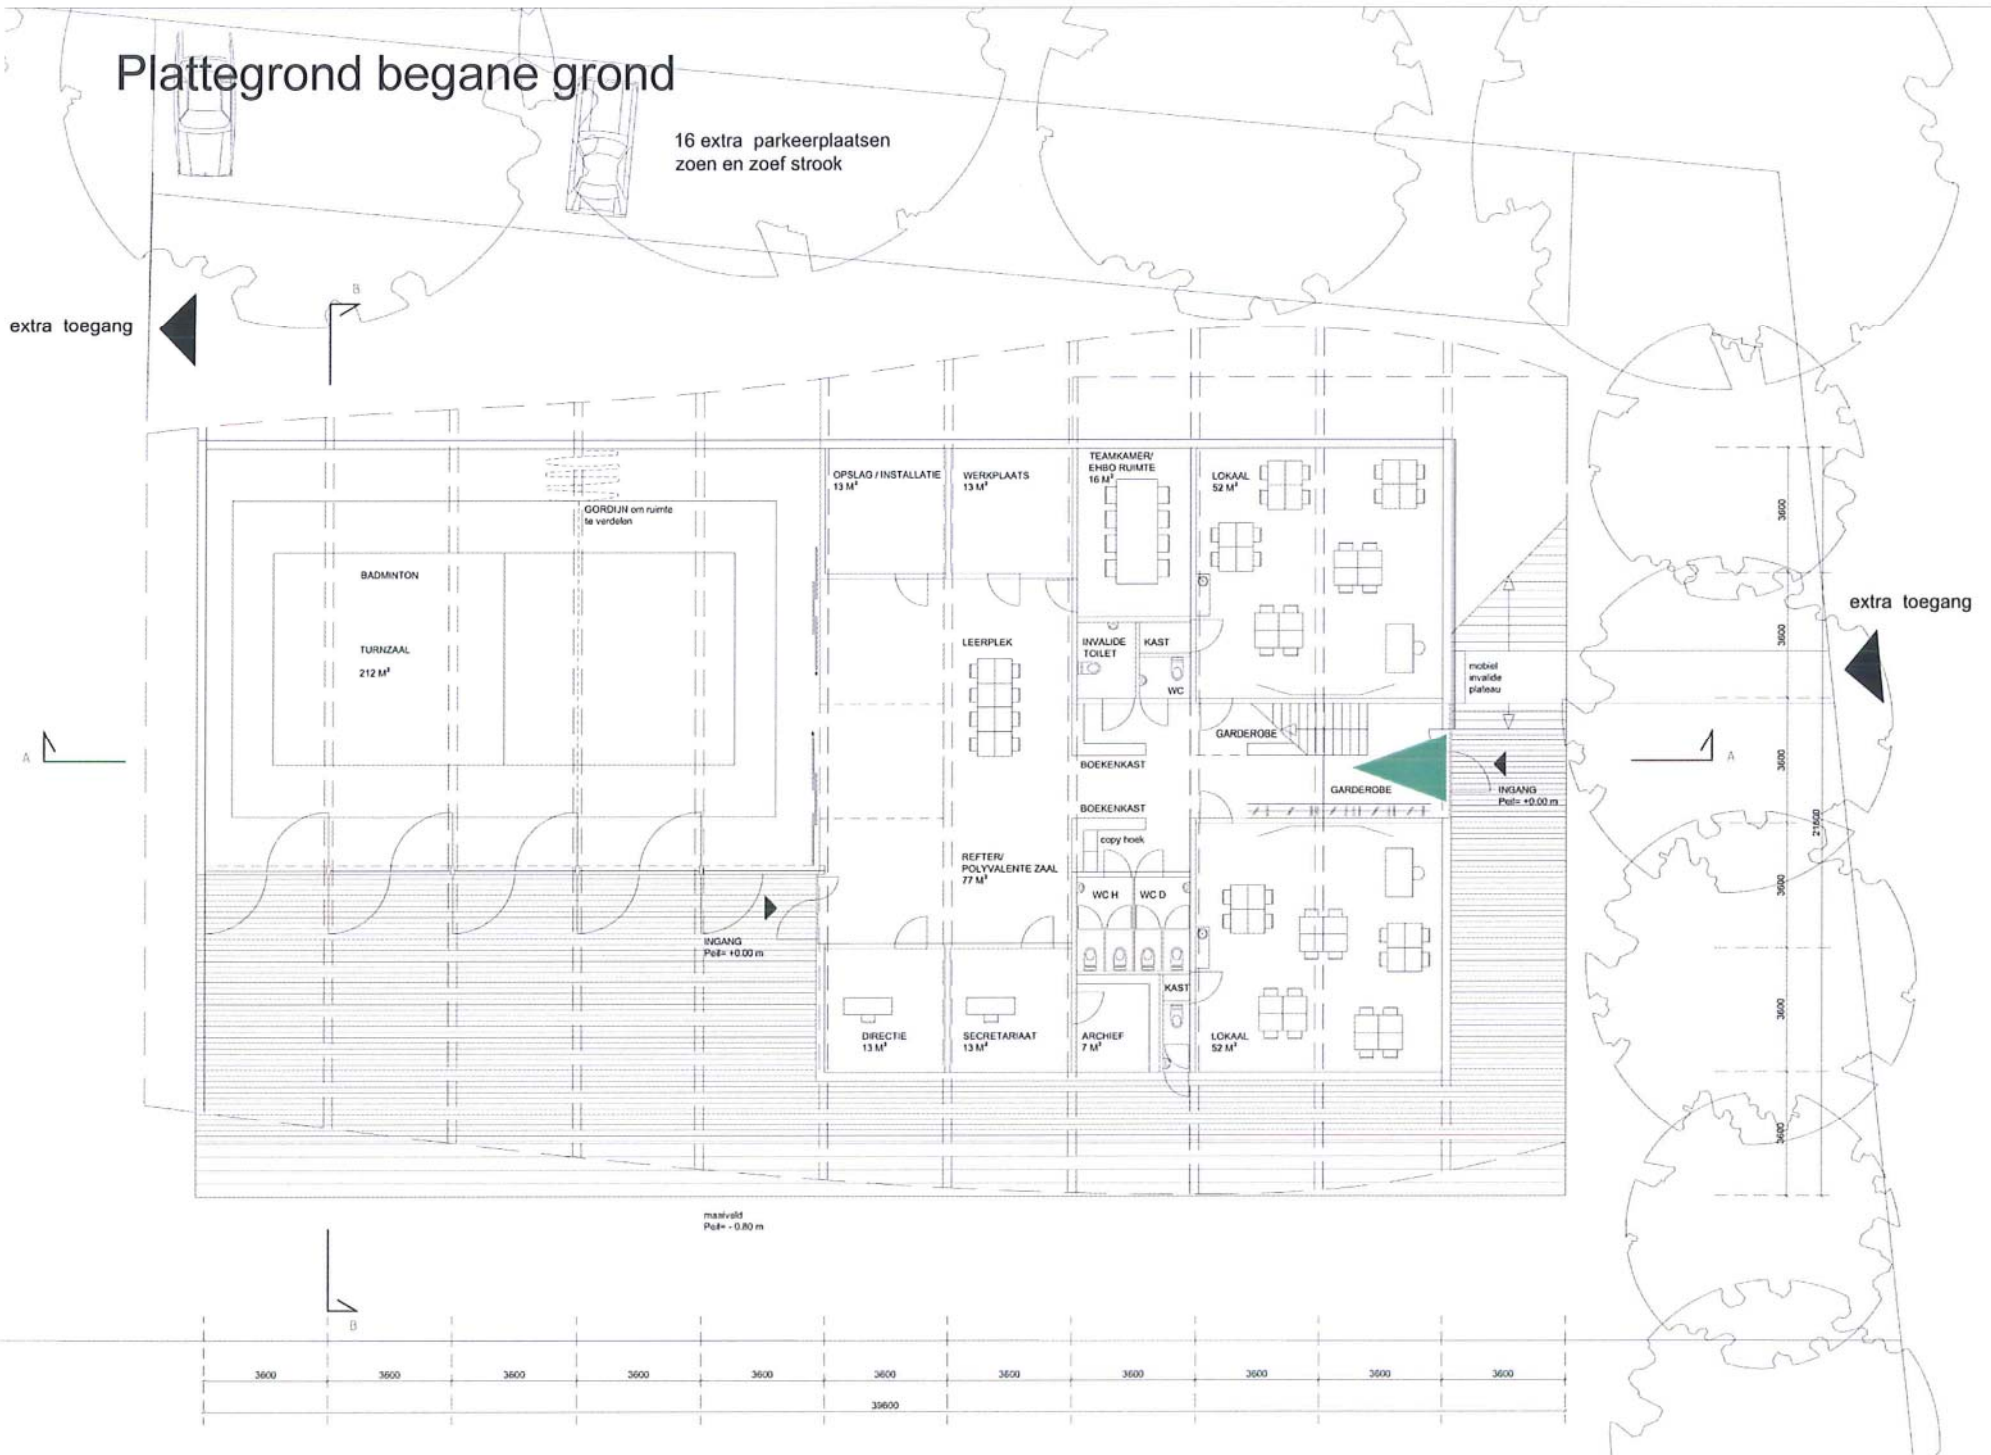 Plattegrond begane grond
16 extra parkeerplaatsen
zoen en zoef strook
extra toegang
B
OPSLAG / INSTALLATIE
13 M²
WERKPLAATS
13 M²
TEAMKAMER/
EHBO RUIMTE
16 M²
LOKAAL
52 M²
GORDIJN om ruimte
te verdelen
BADMINTON
TURNZAAL
212 M²
LEERPLEK
INVALIDE
TOILET
KAST
WC
mobiel
invalide
plateau
extra toegang
GARDEROBE
BOEKENKAST
GARDEROBE
INGANG
Peil= +0.00 m
A
A
BOEKENKAST
copy hoek
REFTER/
POLYVALENTE ZAAL
77 M²
WC H
WC D
INGANG
Peil= +0.00 m
KAST
DIRECTIE
13 M²
SECRETARIAAT
13 M²
ARCHIEF
7 M²
LOKAAL
52 M²
maaiveld
Peil= - 0.80 m
B
3600
3600
3600
3600
3600
3600
21600
3600
3600
3600
3600
3600
3600
3600
3600
3600
3600
3600
39600